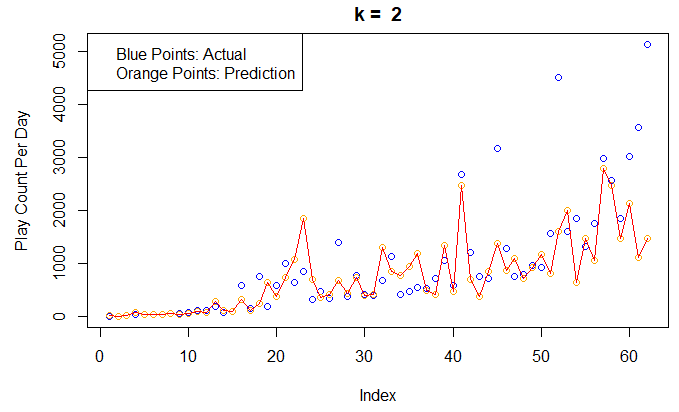 k = 2
Blue Points: Actual
Orange Points: Prediction
Play Count Per Day
5000
4000
3000
2000
1000
0
0 10 20 30 40 50 60
Index